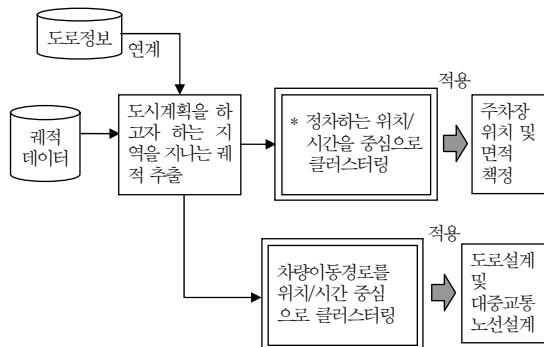 도로정보
연계
궤적
데이터
도시계획을 하
고자 하는 지
역을 지나는 궤
적 추출
* 정차하는 위치/
시간을 중심으로
클러스터링
적용
주차장
위치 및
면적
책정
차량이동경로를
위치/시간 중심
으로 클러스터링
적용
도로설계
및
대중교통
노선설계